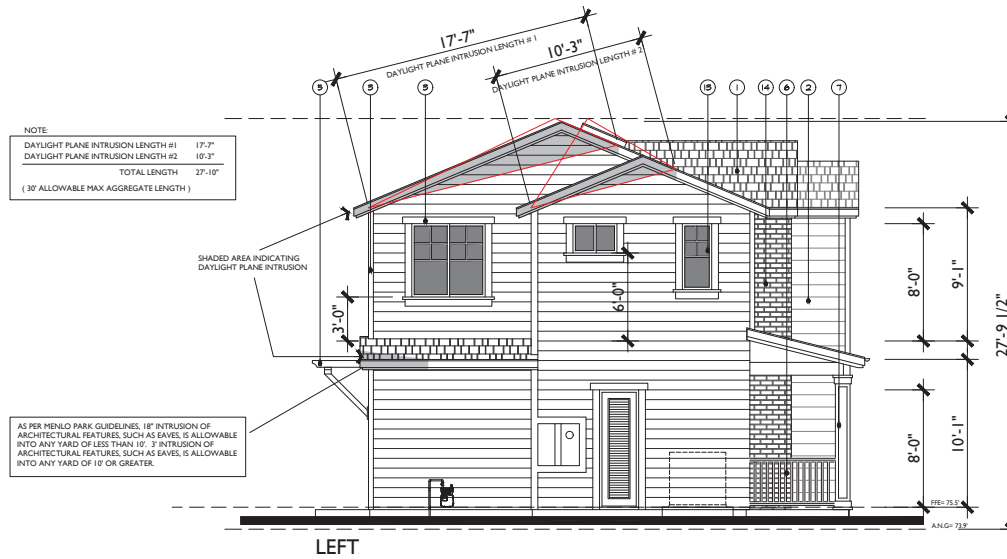 17'-7"
DAYLIGHT PLANE INTRUSION LENGTH # 1
10'-3"
DAYLIGHT PLANE INTRUSION LENGTH # 2
5
5
5
15
1
14
6
2
7
NOTE:
DAYLIGHT PLANE INTRUSION LENGTH #1 17'-7"
DAYLIGHT PLANE INTRUSION LENGTH #2 10'-3"
TOTAL LENGTH 27'-10"
( 30' ALLOWABLE MAX AGGREGATE LENGTH )
SHADED AREA INDICATING
DAYLIGHT PLANE INTRUSION
3'-0"
6'-0"
8'-0"
9'-1"
27'-9 1/2"
AS PER MENLO PARK GUIDELINES, 18" INTRUSION OF
ARCHITECTURAL FEATURES, SUCH AS EAVES, IS ALLOWABLE
INTO ANY YARD OF LESS THAN 10'. 3' INTRUSION OF
ARCHITECTURAL FEATURES, SUCH AS EAVES, IS ALLOWABLE
INTO ANY YARD OF 10' OR GREATER.
8'-0"
10'-1"
FFE= 75.5'
A.N.G= 73.9'
LEFT